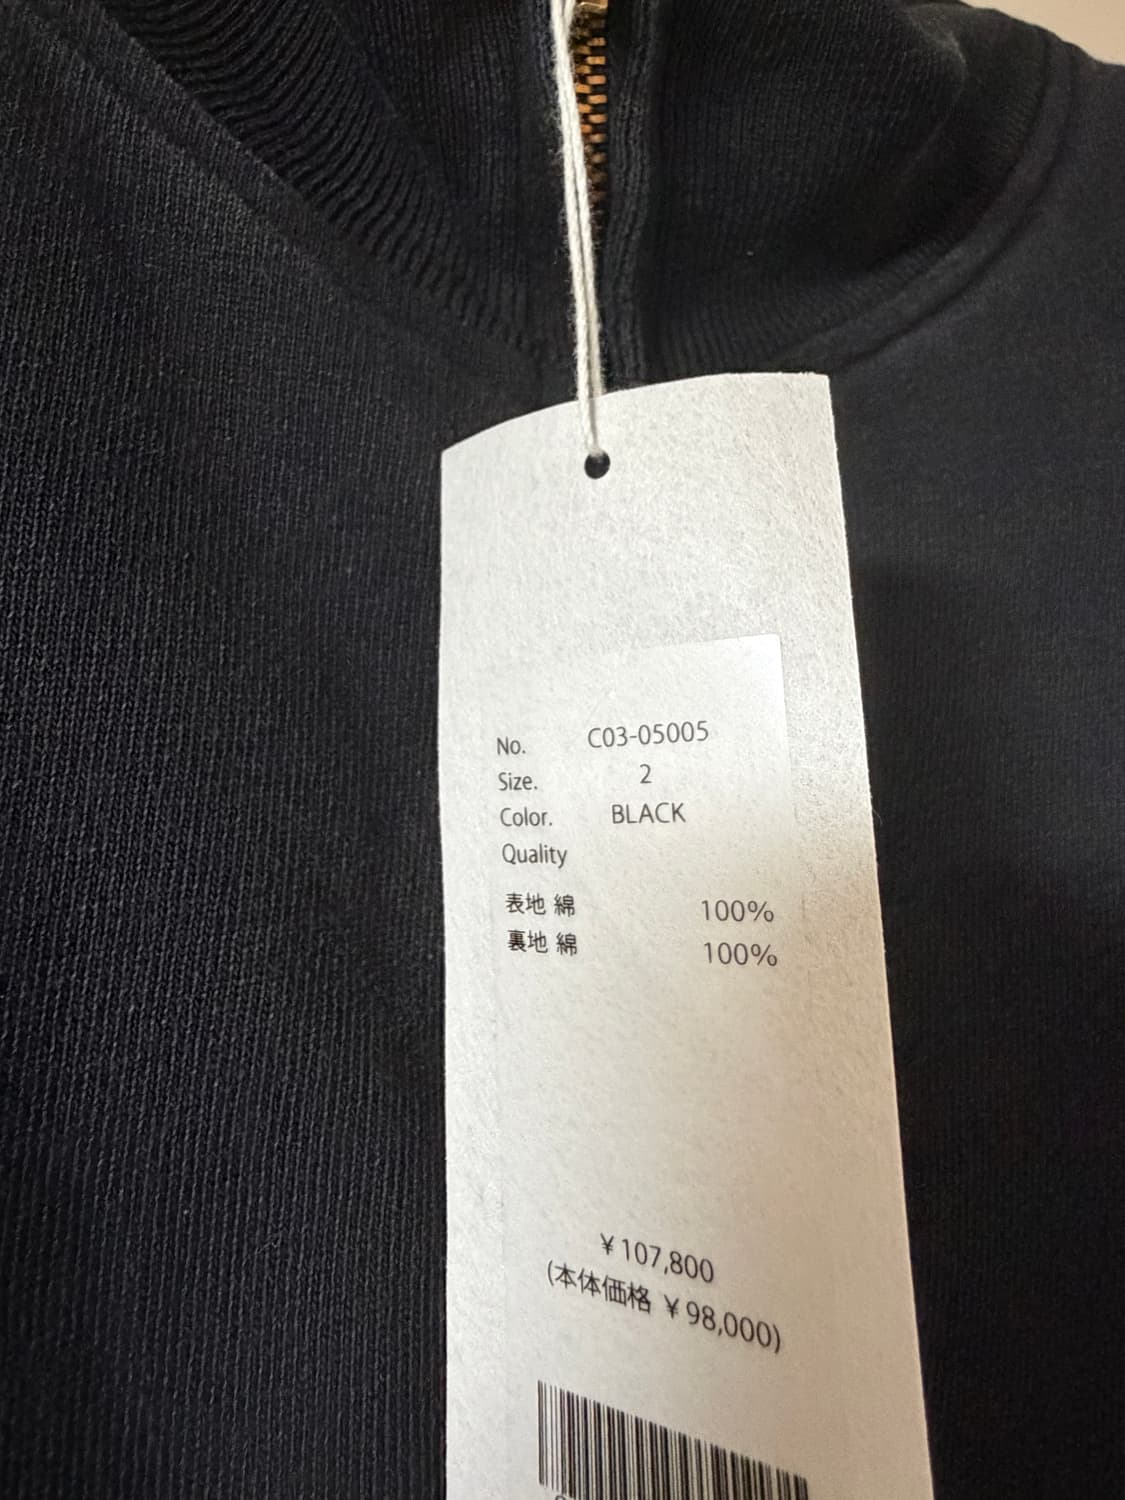 No. C03-05005
Size. 2
Color. BLACK
Quality
表地 綿 100%
裏地 綿 100%
¥107,800
(本体価格 ¥98,000)